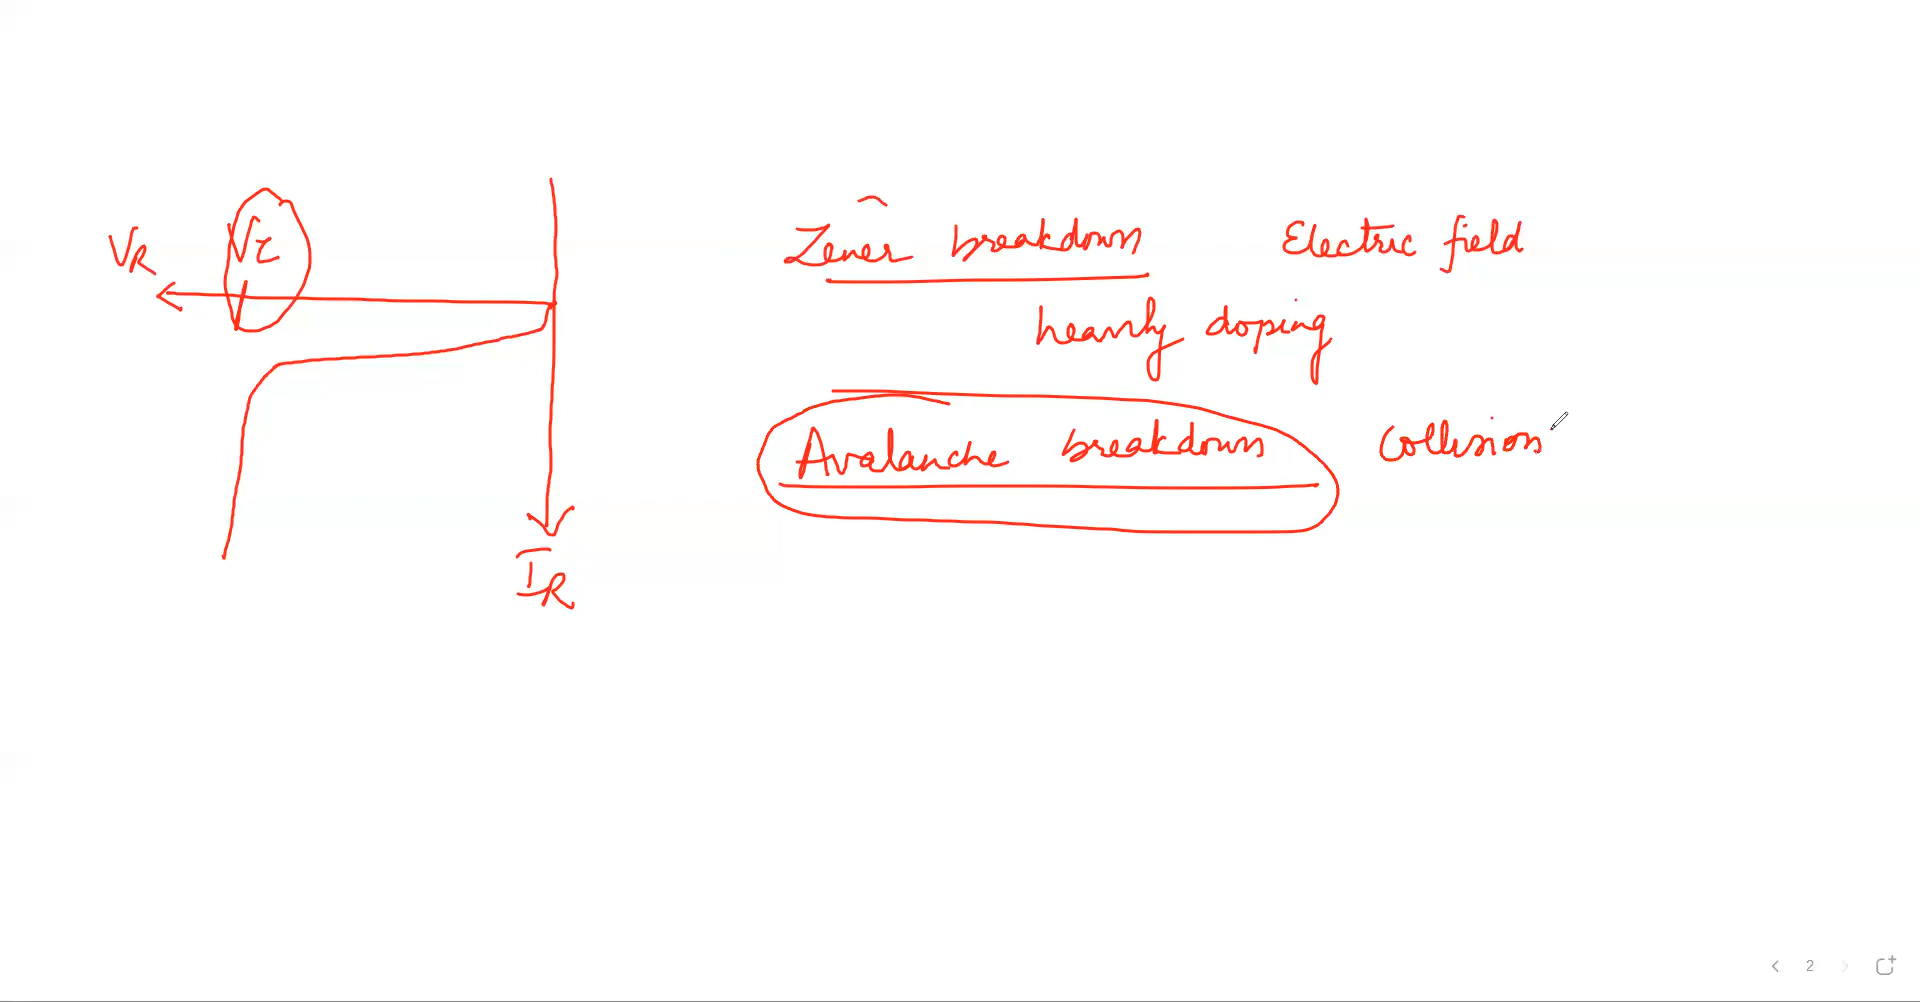 VR
VZ
IR
Zener breakdown Electric field
heavily doping
Avalanche breakdown Collision
2